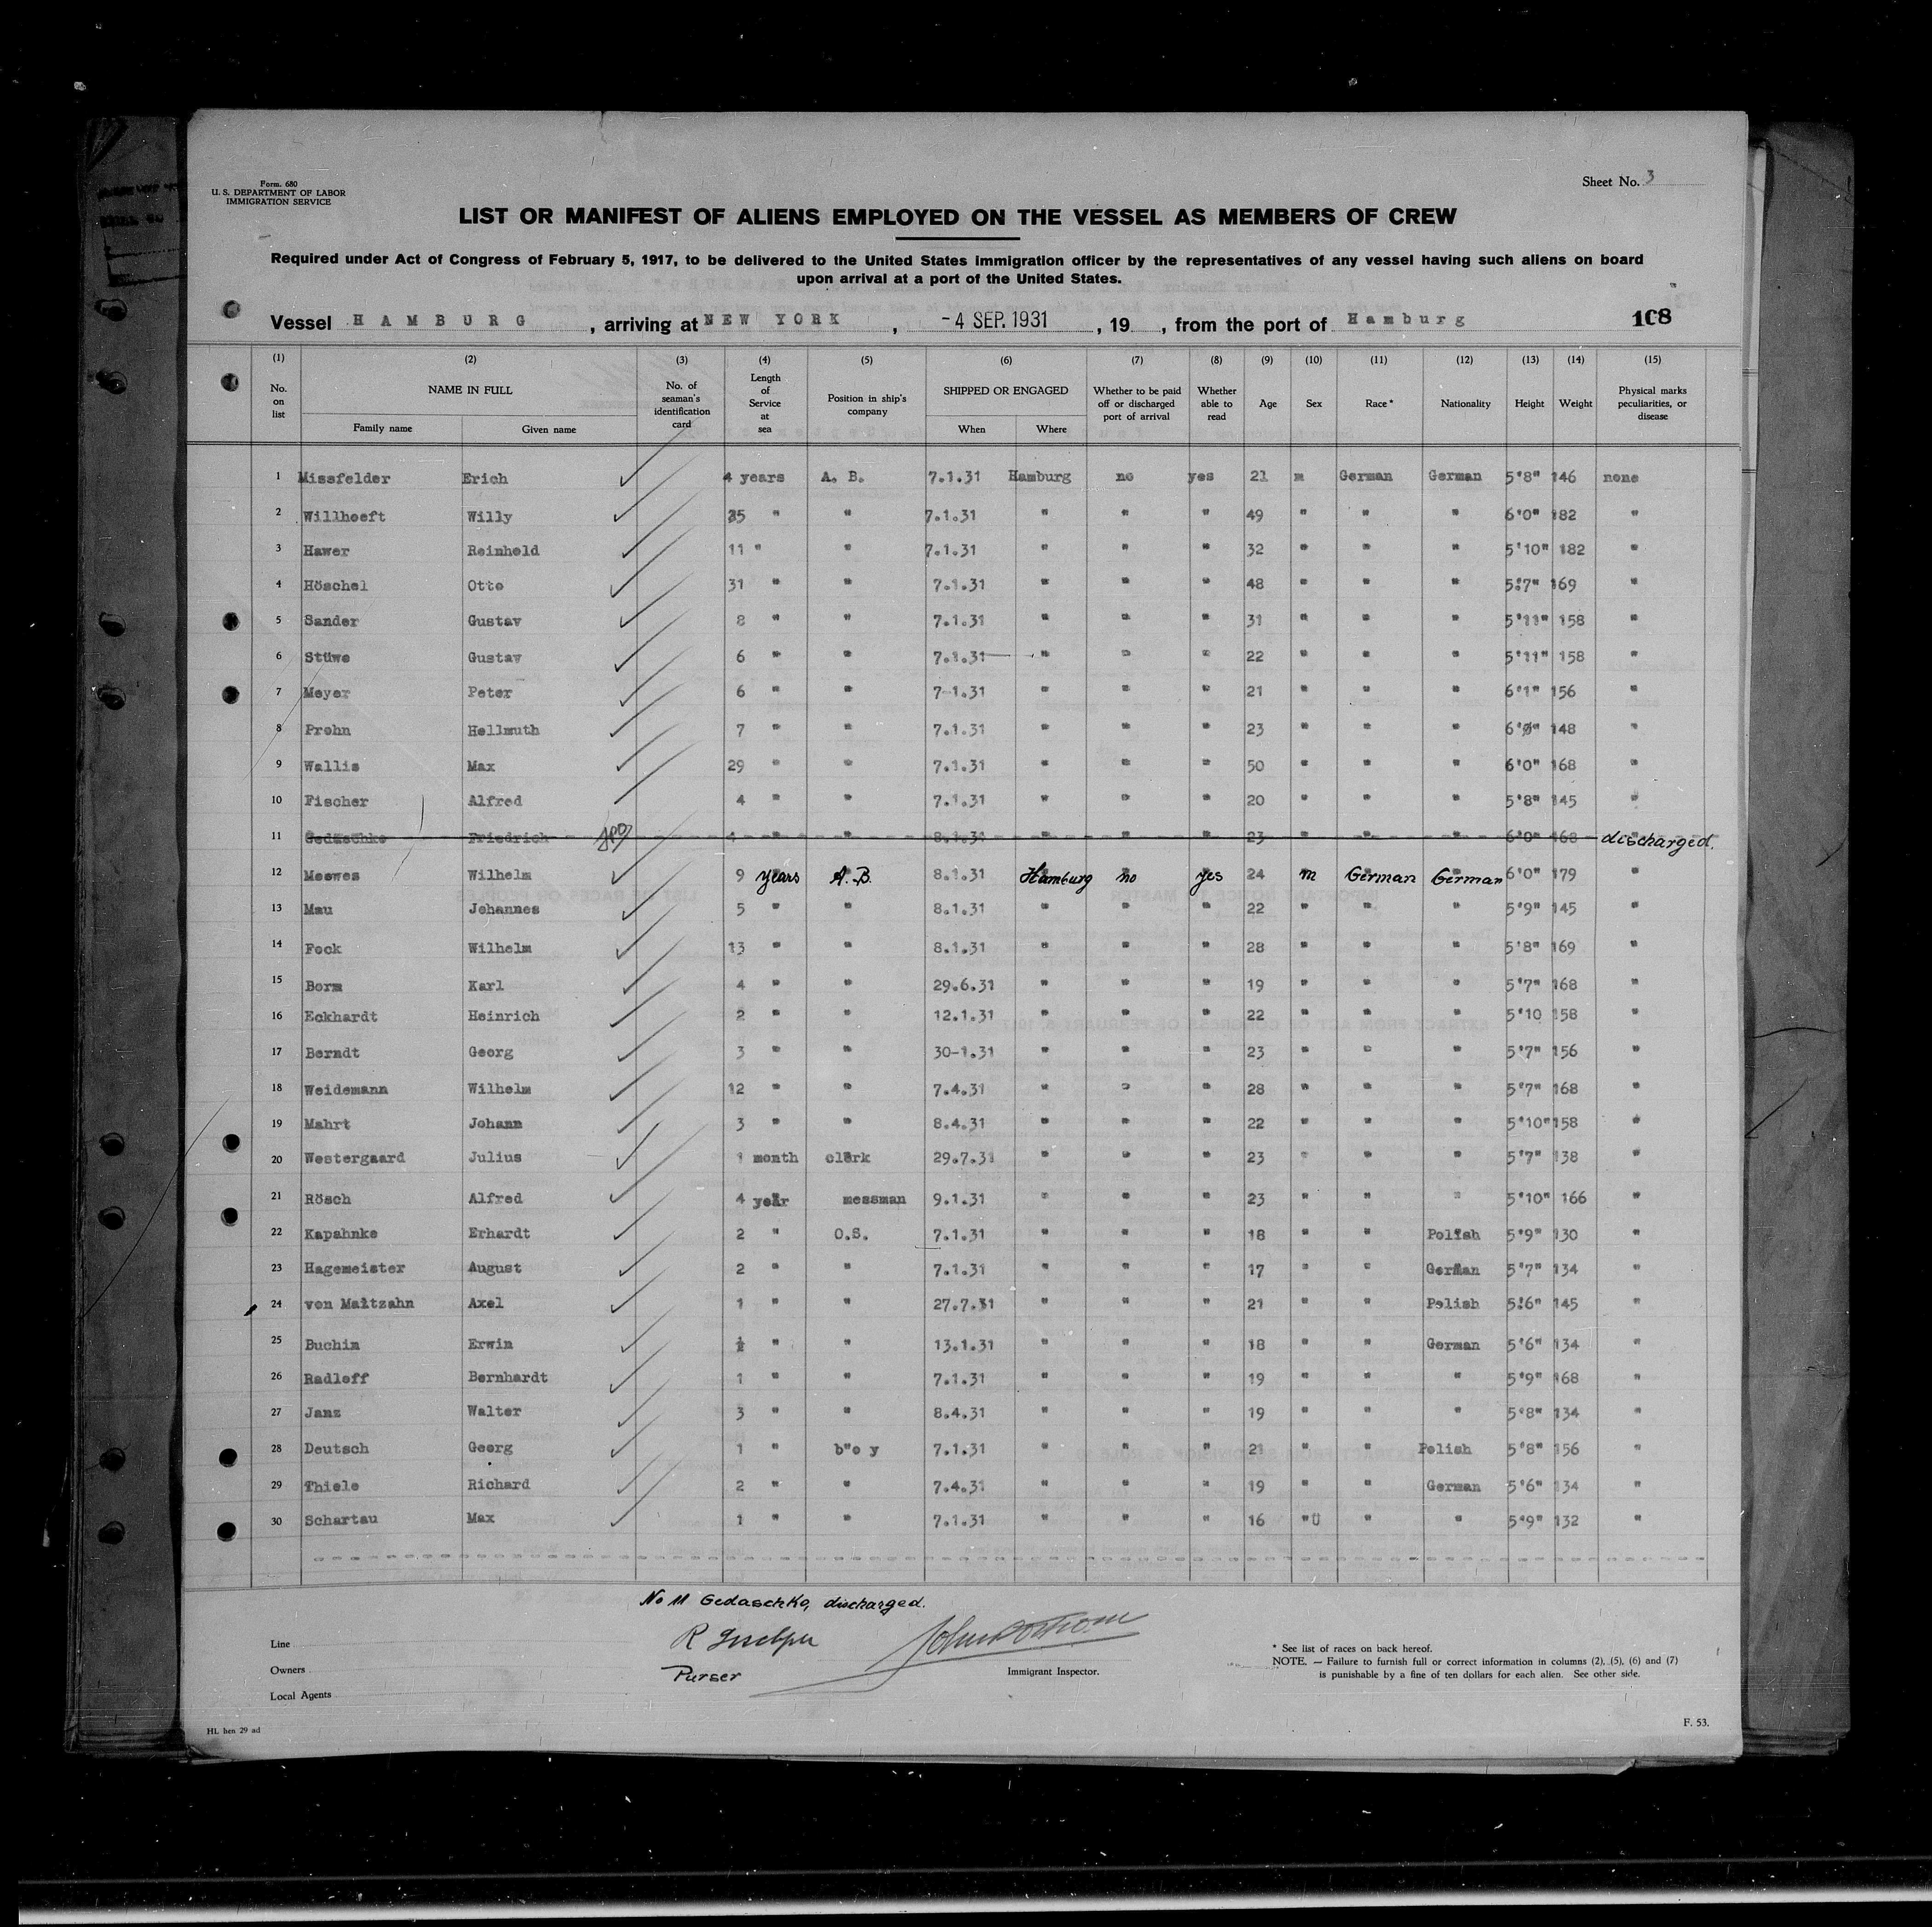 Form. 680
U. S. DEPARTMENT OF LABOR
IMMIGRATION SERVICE
Sheet No. 3
LIST OR MANIFEST OF ALIENS EMPLOYED ON THE VESSEL AS MEMBERS OF CREW
Required under Act of Congress of February 5, 1917, to be delivered to the United States immigration officer by the representatives of any vessel having such aliens on board
upon arrival at a port of the United States.
Vessel HAMBURG, arriving at NEW YORK, -4 SEP. 1931, 19 , from the port of Hamburg 108
(1) (2) (3) (4) (5) (6) (7) (8) (9) (10) (11) (12) (13) (14) (15)
No. on list NAME IN FULL Family name Given name No. of seaman's identification card Length of Service at sea Position in ship's company SHIPPED OR ENGAGED When Where Whether to be paid off or discharged port of arrival Whether able to read Age Sex Race* Nationality Height Weight Physical marks peculiarities, or disease
1 Missfelder Erich 4 years A. B. 7.1.31 Hamburg no yes 21 m German German 5'8" 146 none
2 Willhoeft Willy 35 " " 7.1.31 " " " 49 " " " 6'0" 182 "
3 Hawer Reinhold 11 " " 7.1.31 " " " 32 " " " 5'10" 182 "
4 Höschel Otto 31 " " 7.1.31 " " " 48 " " " 5'7" 169 "
5 Sander Gustav 8 " " 7.1.31 " " " 31 " " " 5'11" 158 "
6 Stüwe Gustav 6 " " 7.1.31 " " " 22 " " " 5'11" 158 "
7 Meyer Peter 6 " " 7-1.31 " " " 21 " " " 6'1" 156 "
8 Prohn Hellmuth 7 " " 7.1.31 " " " 23 " " " 6'0" 148 "
9 Wallis Max 29 " " 7.1.31 " " " 50 " " " 6'0" 168 "
10 Fischer Alfred 4 " " 7.1.31 " " " 20 " " " 5'8" 145 "
11 Gedaschke Friedrich 4 " " 8.1.31 " " " 23 " " " 6'0" 168 " discharged.
12 Meewes Wilhelm 9 years A.B. 8.1.31 Hamburg no yes 24 m German German 6'0" 179 "
13 Mau Johannes 5 " " 8.1.31 " " " 22 " " " 5'9" 145 "
14 Fock Wilhelm 13 " " 8.1.31 " " " 28 " " " 5'8" 169 "
15 Borm Karl 4 " " 29.6.31 " " " 19 " " " 5'7" 168 "
16 Eckhardt Heinrich 2 " " 12.1.31 " " " 22 " " " 5'10 158 "
17 Berndt Georg 3 " " 30-1.31 " " " 23 " " " 5'7" 156 "
18 Weidemann Wilhelm 12 " " 7.4.31 " " " 28 " " " 5'7" 168 "
19 Mahrt Johann 3 " " 8.4.31 " " " 22 " " " 5'10" 158 "
20 Westergaard Julius 1 month clerk 29.7.31 " " " 23 " " " 5'7" 138 "
21 Rösch Alfred 4 year messman 9.1.31 " " " 23 " " " 5'10" 166 "
22 Kapahnke Erhardt 2 " O.S. 7.1.31 " " " 18 " " Polish 5'9" 130 "
23 Hagemeister August 2 " " 7.1.31 " " " 17 " " German 5'7" 134 "
24 von Maltzahn Axel 1 " " 27.7.31 " " " 21 " " Polish 5'6" 145 "
25 Buchin Erwin ½ " " 13.1.31 " " " 18 " " German 5'6" 134 "
26 Radloff Bernhardt 1 " " 7.1.31 " " " 19 " " " 5'9" 168 "
27 Janz Walter 3 " " 8.4.31 " " " 19 " " " 5'8" 134 "
28 Deutsch Georg 1 " b"o y 7.1.31 " " " 21 " " Polish 5'8" 156 "
29 Thiele Richard 2 " " 7.4.31 " " " 19 " " German 5'6" 134 "
30 Schartau Max 1 " " 7.1.31 " " " 16 "Ü " " 5'9" 132 "
No 11 Gedaschko, discharged.
Purser
Line
Owners
Local Agents
Immigrant Inspector.
* See list of races on back hereof.
NOTE. — Failure to furnish full or correct information in columns (2), (5), (6) and (7)
is punishable by a fine of ten dollars for each alien. See other side.
HL hen 29 ad
F. 53.